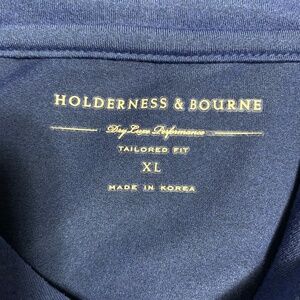 HOLDERNESS & BOURNE
Dry Luxe Performance
TAILORED FIT
XL
MADE IN KOREA